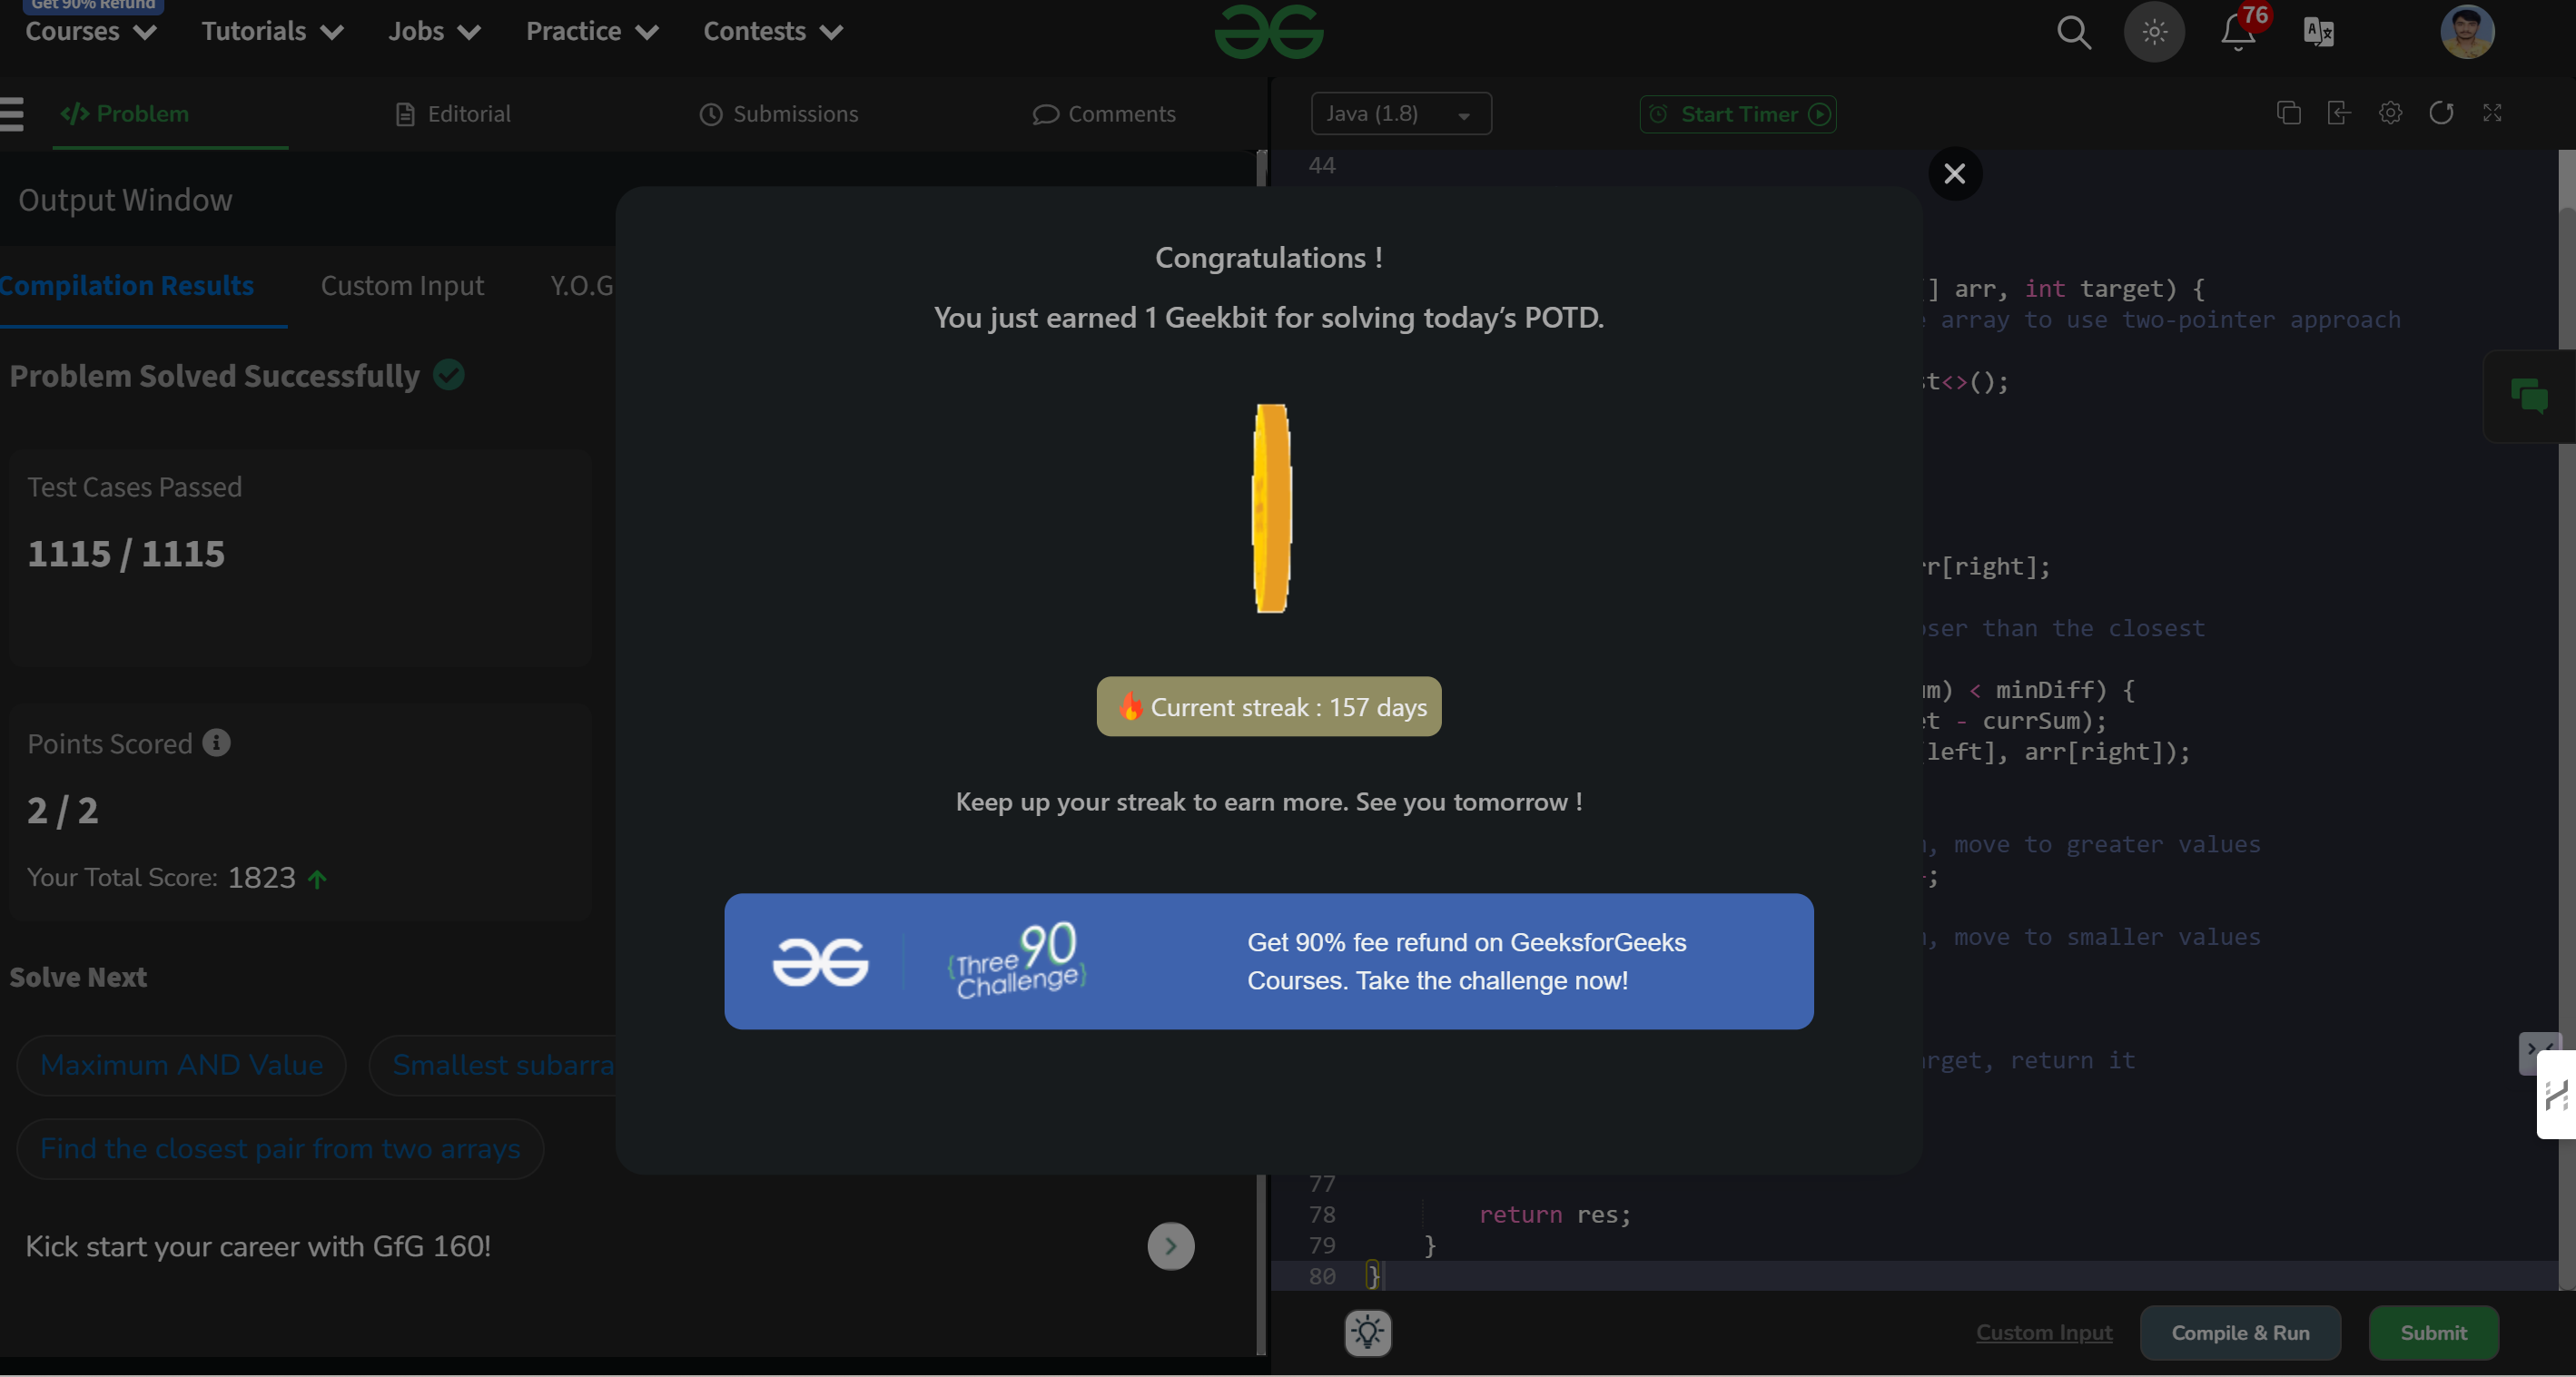 Get 90% Refund
Courses
Tutorials
Jobs
Practice
Contests
76
Problem
Editorial
Submissions
Comments
Java (1.8)
Start Timer
Output Window
Compilation Results
Custom Input
Y.O.G
Problem Solved Successfully
Test Cases Passed
1115 / 1115
Points Scored
2 / 2
Your Total Score: 1823
Solve Next
Maximum AND Value
Smallest subarra
Find the closest pair from two arrays
Kick start your career with GfG 160!
Congratulations !
You just earned 1 Geekbit for solving today's POTD.
Current streak : 157 days
Keep up your streak to earn more. See you tomorrow !
{Three 90
Challenge}
Get 90% fee refund on GeeksforGeeks
Courses. Take the challenge now!
44
] arr, int target) {
array to use two-pointer approach
t<>();
r[right];
ser than the closest
m) < minDiff) {
t - currSum);
left], arr[right]);
, move to greater values
;
, move to smaller values
rget, return it
77
78 return res;
79 }
80 }
Custom Input
Compile & Run
Submit